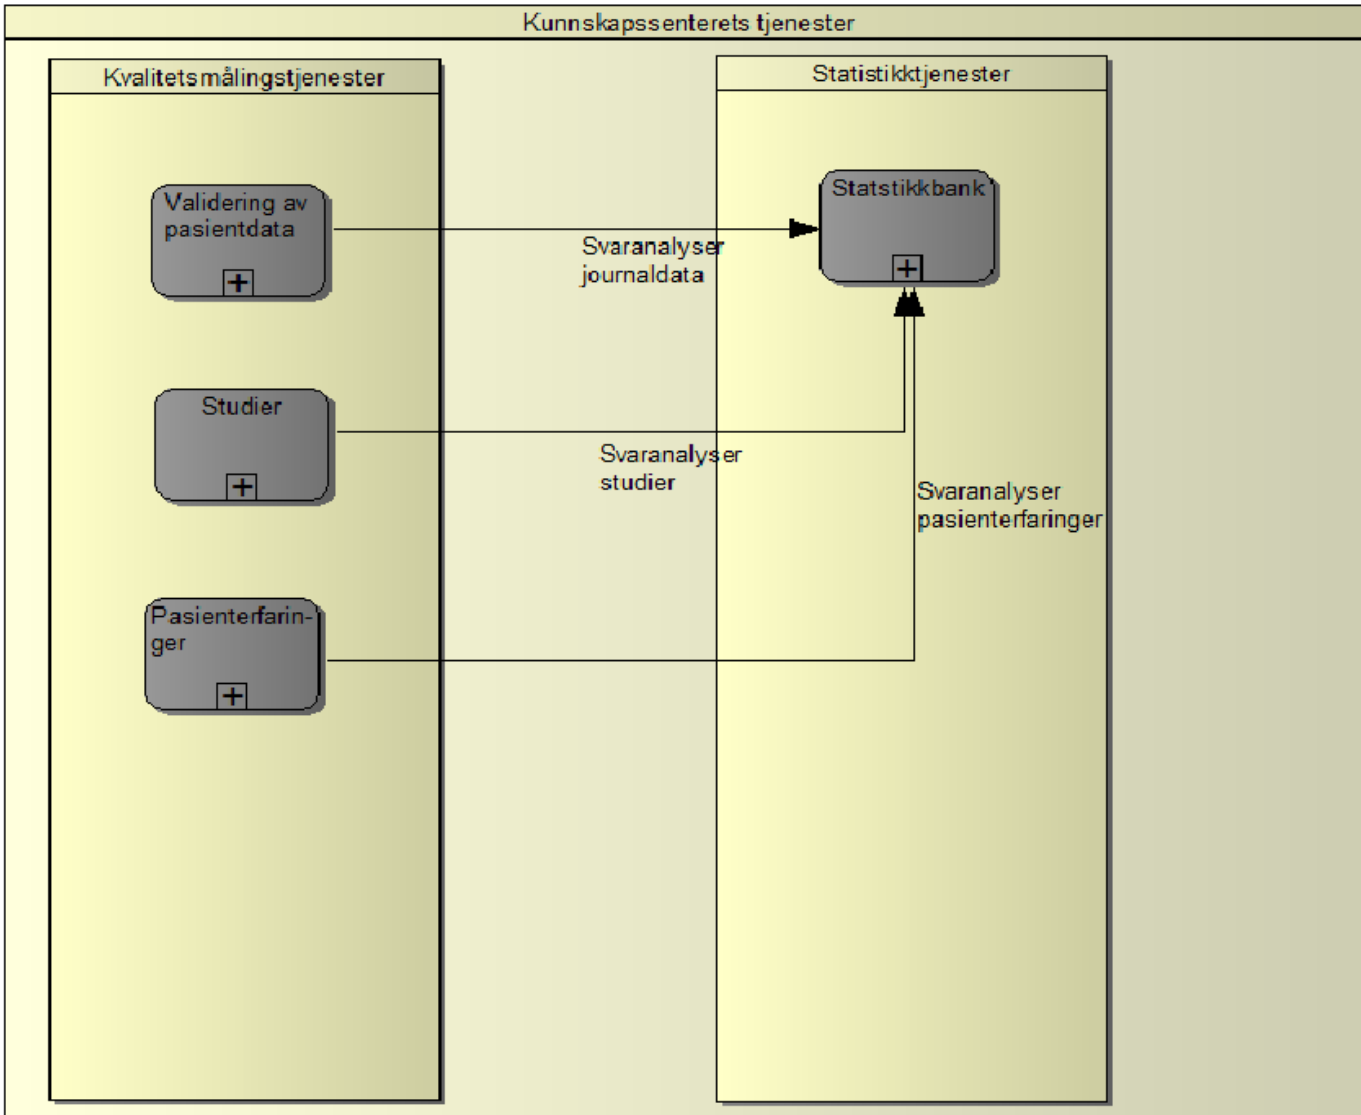 Kunnskapssenterets tjenester
Kvalitetsmålingstjenester
Statistikktjenester
Validering av
pasientdata
Statstikkbank
Svaranalyser
journaldata
Studier
Svaranalyser
studier
Svaranalyser
pasienterfaringer
Pasienterfarin-
ger